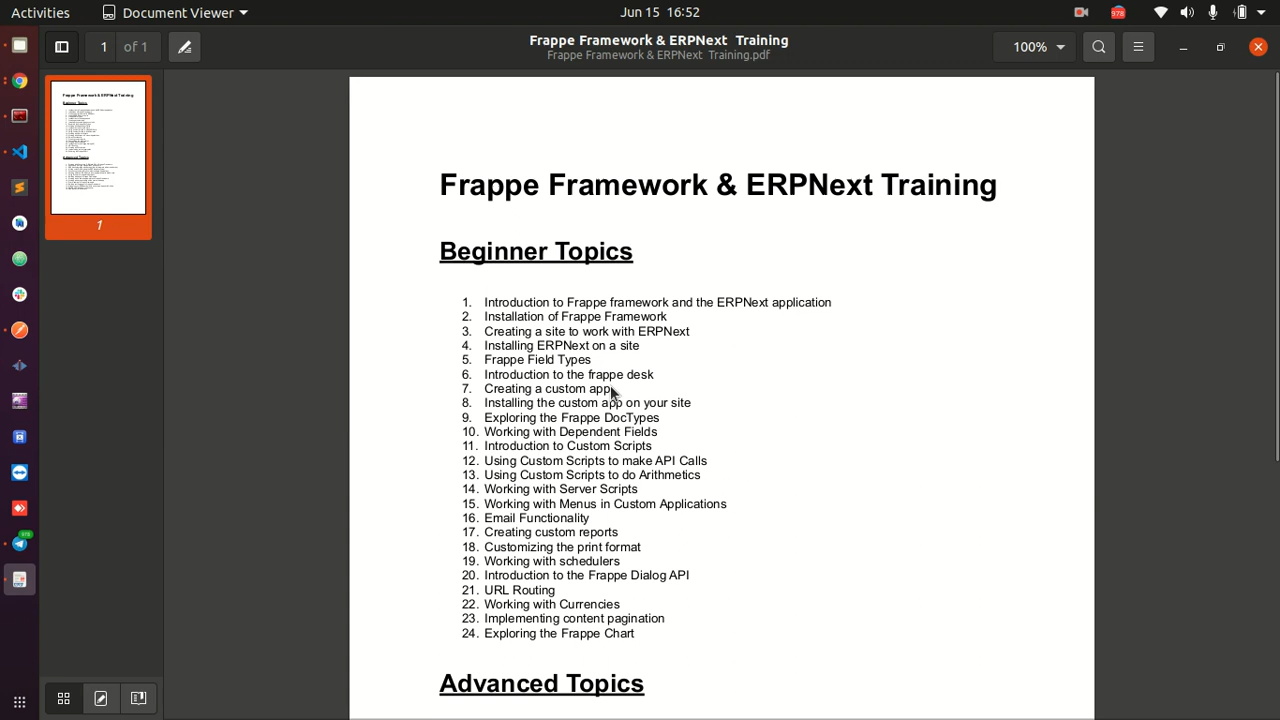 Activities
Document Viewer
Jun 15 16:52
978
1 of 1
Frappe Framework & ERPNext Training
Frappe Framework & ERPNext Training.pdf
100%
1
978
Frappe Framework & ERPNext Training
Beginner Topics
1. Introduction to Frappe framework and the ERPNext application
2. Installation of Frappe Framework
3. Creating a site to work with ERPNext
4. Installing ERPNext on a site
5. Frappe Field Types
6. Introduction to the frappe desk
7. Creating a custom app
8. Installing the custom app on your site
9. Exploring the Frappe DocTypes
10. Working with Dependent Fields
11. Introduction to Custom Scripts
12. Using Custom Scripts to make API Calls
13. Using Custom Scripts to do Arithmetics
14. Working with Server Scripts
15. Working with Menus in Custom Applications
16. Email Functionality
17. Creating custom reports
18. Customizing the print format
19. Working with schedulers
20. Introduction to the Frappe Dialog API
21. URL Routing
22. Working with Currencies
23. Implementing content pagination
24. Exploring the Frappe Chart
Advanced Topics